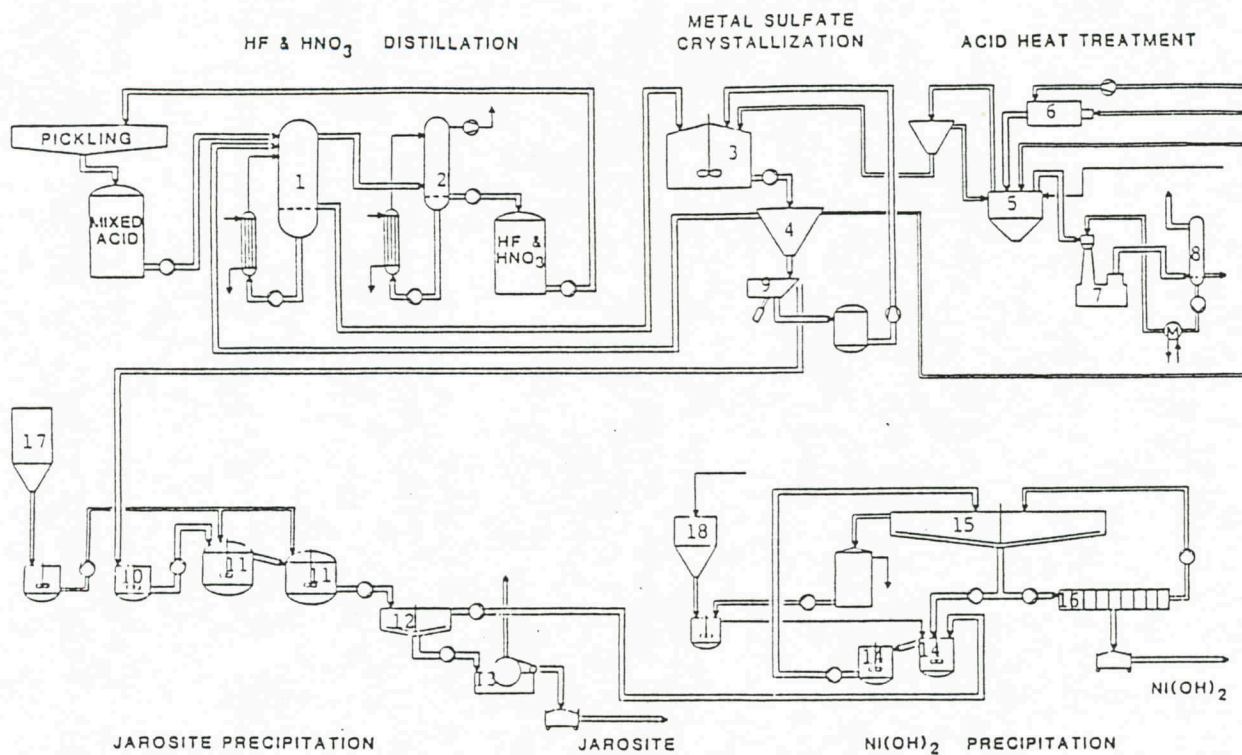 HF & HNO3 DISTILLATION
METAL SULFATE
CRYSTALLIZATION
ACID HEAT TREATMENT
PICKLING
MIXED
ACID
1
2
HF &
HNO3
3
4
9
6
5
7
8
M
17
10
11
11
12
13
18
15
14
14
16
NI(OH)2
JAROSITE PRECIPITATION
JAROSITE
NI(OH)2 PRECIPITATION